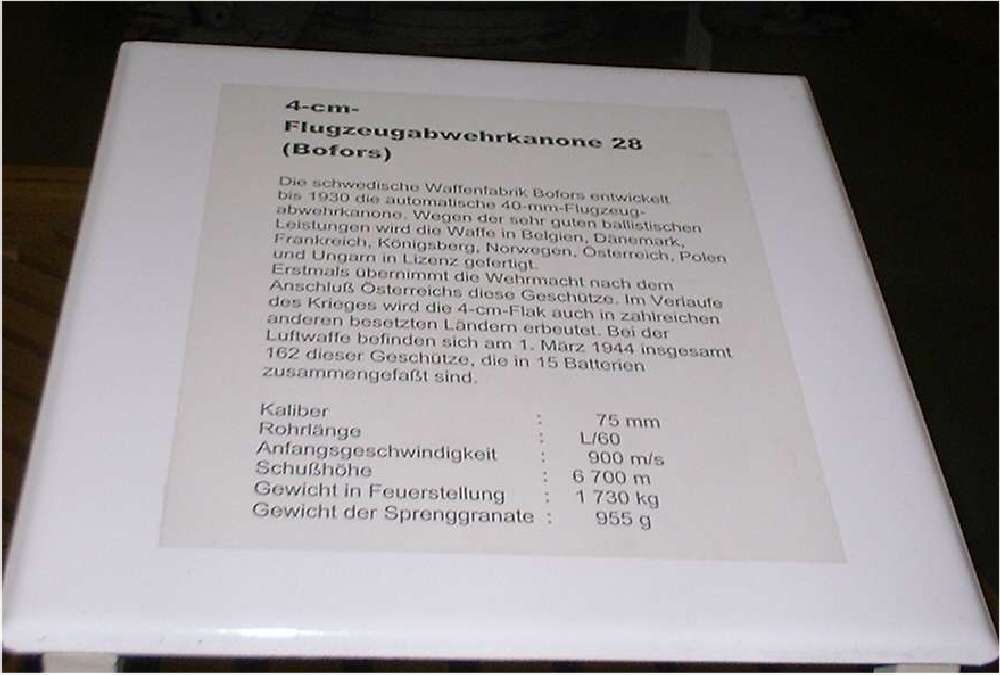 4-cm-
Flugzeugabwehrkanone 28
(Bofors)
Die schwedische Waffenfabrik Bofors entwickelt
bis 1930 die automatische 40-mm-Flugzeug-
abwehrkanone. Wegen der sehr guten ballistischen
Leistungen wird die Waffe in Belgien, Dänemark,
Frankreich, Königsberg, Norwegen, Österreich, Polen
und Ungarn in Lizenz gefertigt.
Erstmals übernimmt die Wehrmacht nach dem
Anschluß Österreichs diese Geschütze. Im Verlaufe
des Krieges wird die 4-cm-Flak auch in zahlreichen
anderen besetzten Ländern erbeutet. Bei der
Luftwaffe befinden sich am 1. März 1944 insgesamt
162 dieser Geschütze, die in 15 Batterien
zusammengefaßt sind.
Kaliber : 75 mm
Rohrlänge : L/60
Anfangsgeschwindigkeit : 900 m/s
Schußhöhe : 6 700 m
Gewicht in Feuerstellung : 1 730 kg
Gewicht der Sprenggranate : 955 g